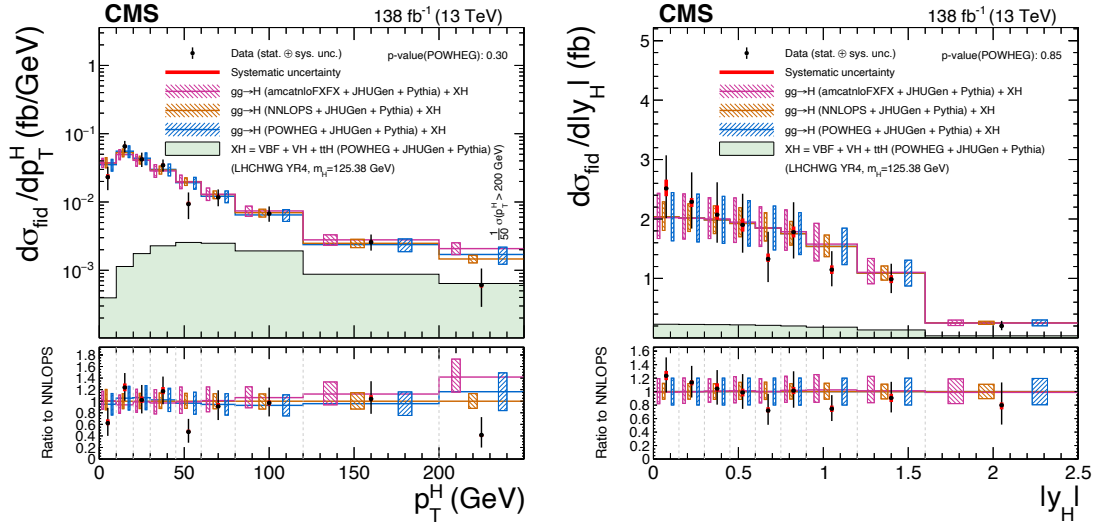 CMS
138 fb⁻¹ (13 TeV)
dσ_fid/dp_T^H (fb/GeV)
1
10⁻¹
10⁻²
10⁻³
Data (stat. ⊕ sys. unc.)
p-value(POWHEG): 0.30
Systematic uncertainty
gg→H (amcatnloFXFX + JHUGen + Pythia) + XH
gg→H (NNLOPS + JHUGen + Pythia) + XH
gg→H (POWHEG + JHUGen + Pythia) + XH
XH = VBF + VH + ttH (POWHEG + JHUGen + Pythia)
(LHCHWG YR4, m_H=125.38 GeV)
1/50 σ(p_T^H > 200 GeV)
Ratio to NNLOPS
1.8
1.6
1.4
1.2
1
0.8
0.6
0.4
0.2
0
0 50 100 150 200 250
p_T^H (GeV)
CMS
138 fb⁻¹ (13 TeV)
dσ_fid/d|y_H| (fb)
5
4
3
2
1
Data (stat. ⊕ sys. unc.)
p-value(POWHEG): 0.85
Systematic uncertainty
gg→H (amcatnloFXFX + JHUGen + Pythia) + XH
gg→H (NNLOPS + JHUGen + Pythia) + XH
gg→H (POWHEG + JHUGen + Pythia) + XH
XH = VBF + VH + ttH (POWHEG + JHUGen + Pythia)
(LHCHWG YR4, m_H=125.38 GeV)
Ratio to NNLOPS
1.8
1.6
1.4
1.2
1
0.8
0.6
0.4
0.2
0
0 0.5 1 1.5 2 2.5
|y_H|